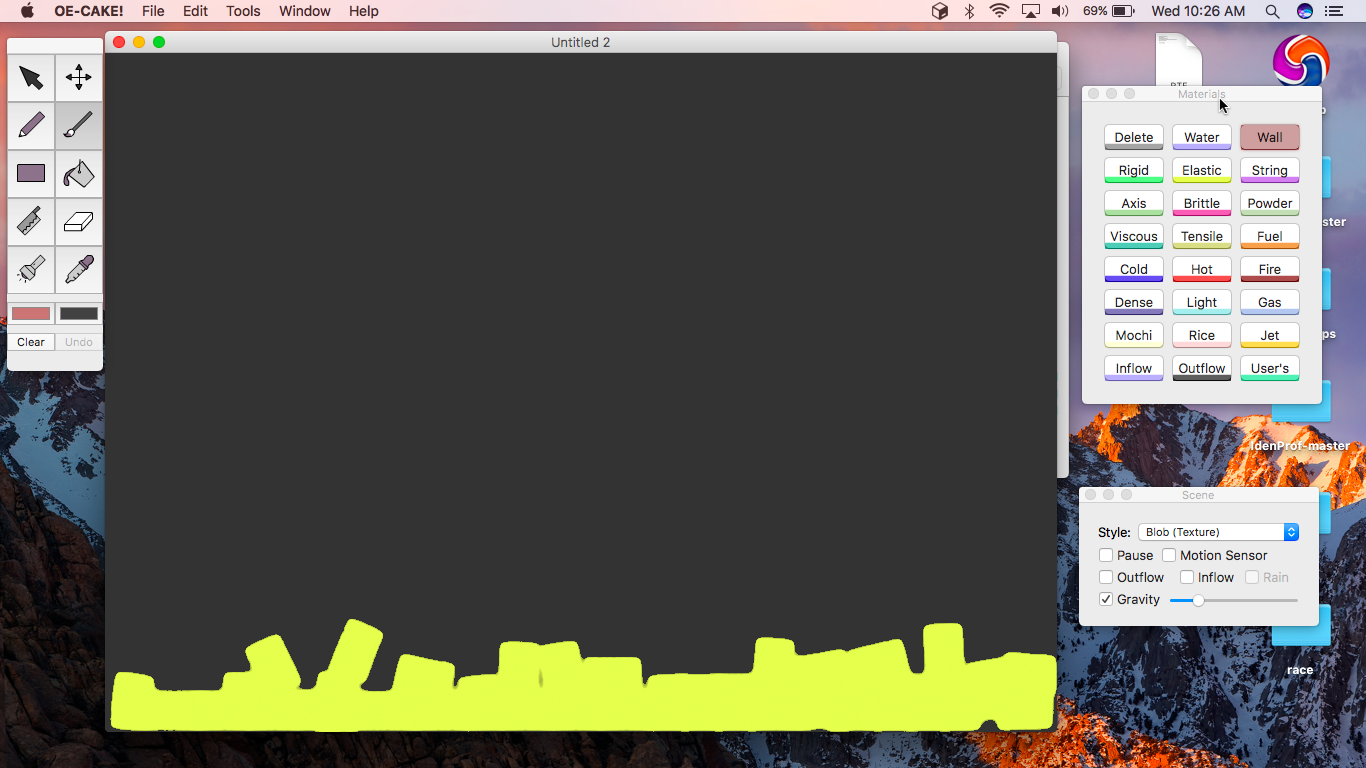 OE-CAKE! File Edit Tools Window Help 69% Wed 10:26 AM
Untitled 2
Clear Undo
Materials
Delete Water Wall
Rigid Elastic String
Axis Brittle Powder
Viscous Tensile Fuel
Cold Hot Fire
Dense Light Gas
Mochi Rice Jet
Inflow Outflow User's
ster
ps
IdenProf-master
Scene
Style: Blob (Texture)
Pause Motion Sensor
Outflow Inflow Rain
Gravity
race